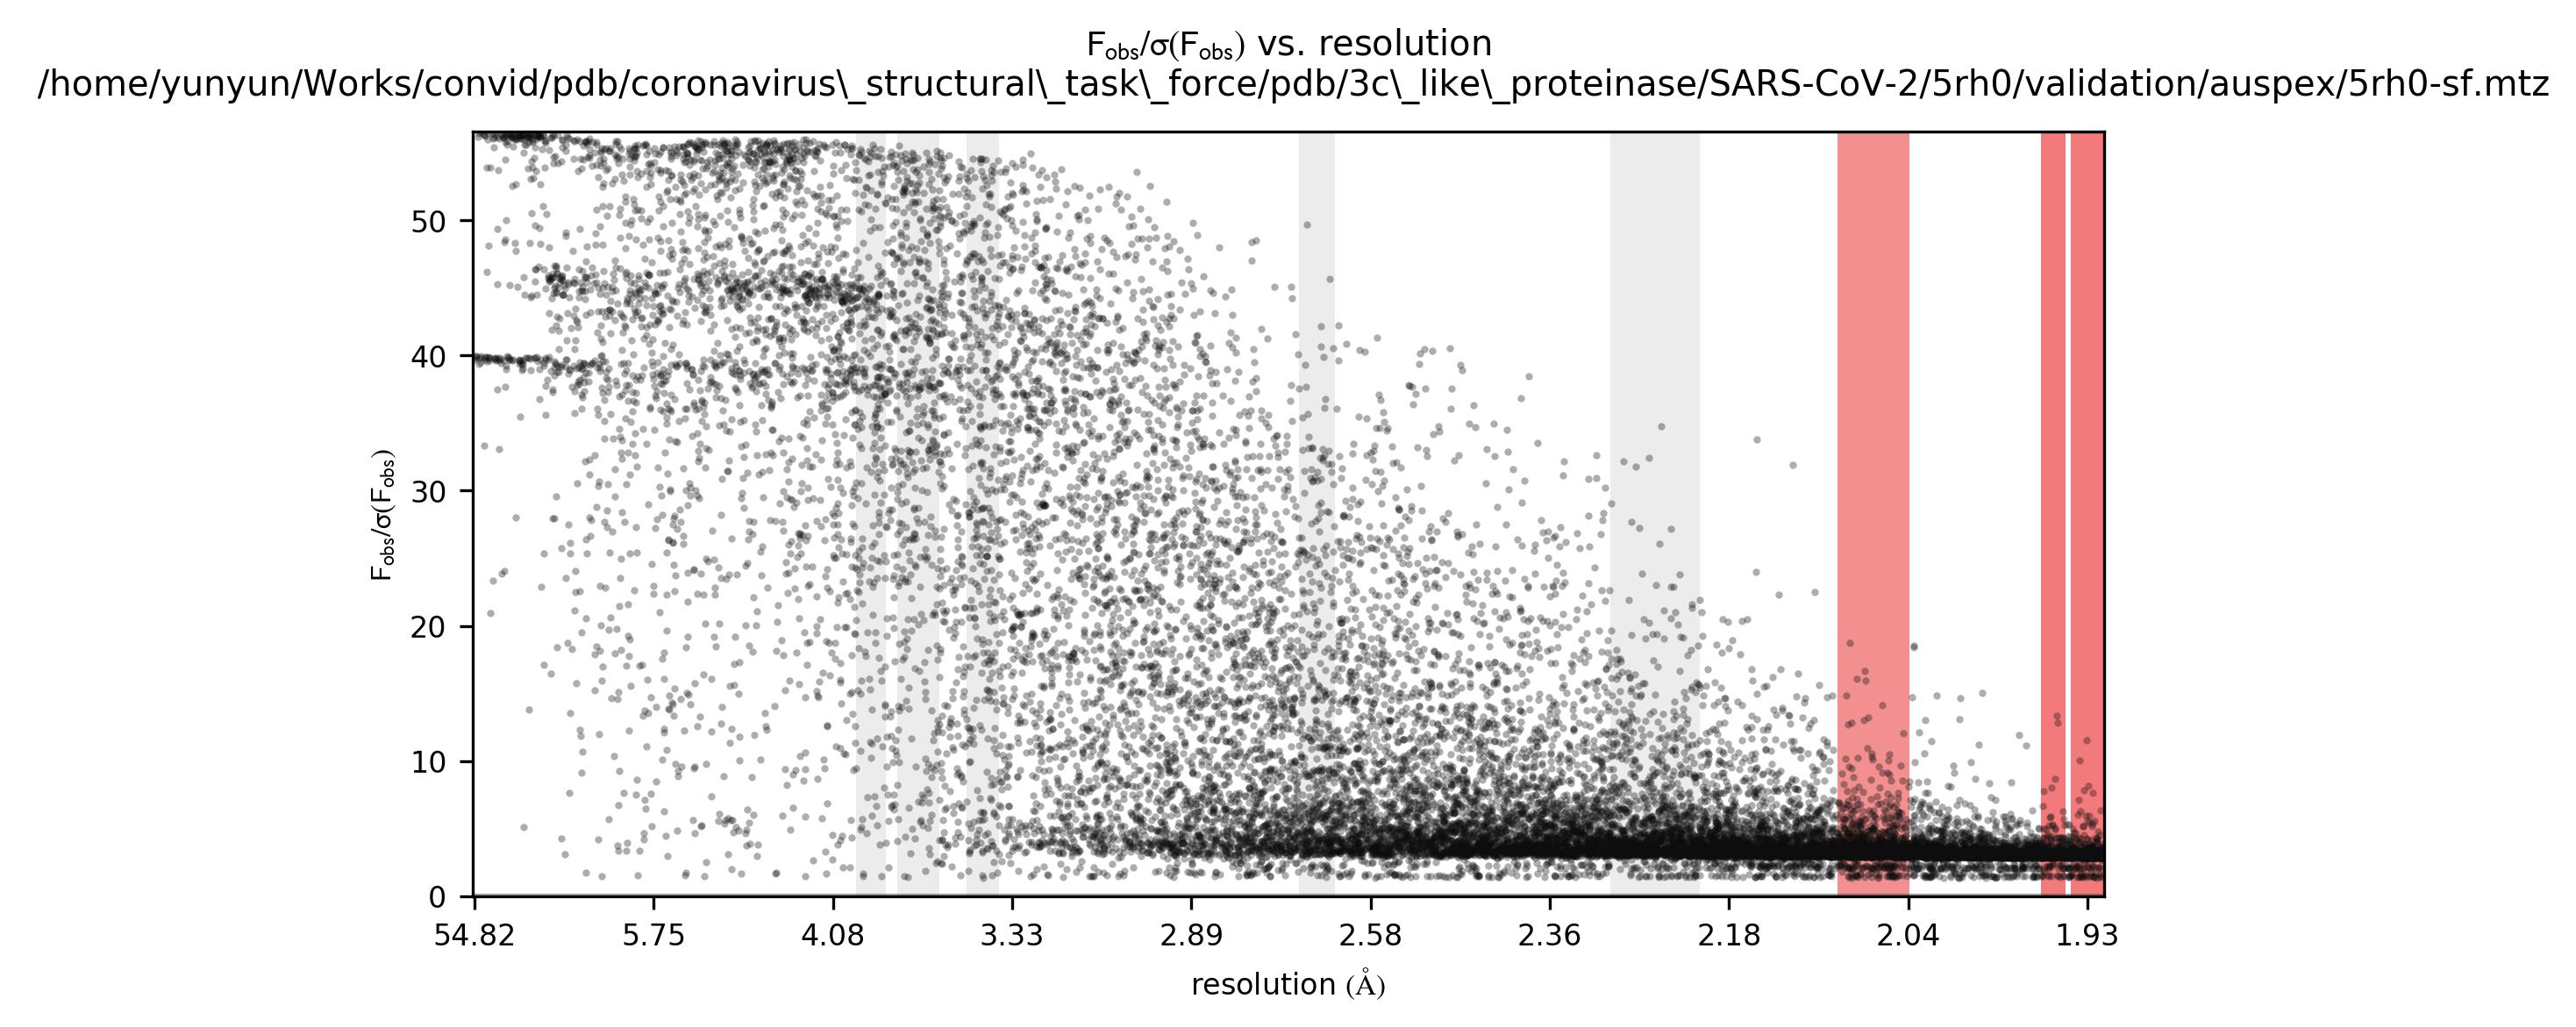 Fobs/σ(Fobs) vs. resolution
/home/yunyun/Works/convid/pdb/coronavirus\_structural\_task\_force/pdb/3c\_like\_proteinase/SARS-CoV-2/5rh0/validation/auspex/5rh0-sf.mtz
Fobs/σ(Fobs)
50
40
30
20
10
0
54.82 5.75 4.08 3.33 2.89 2.58 2.36 2.18 2.04 1.93
resolution (Å)